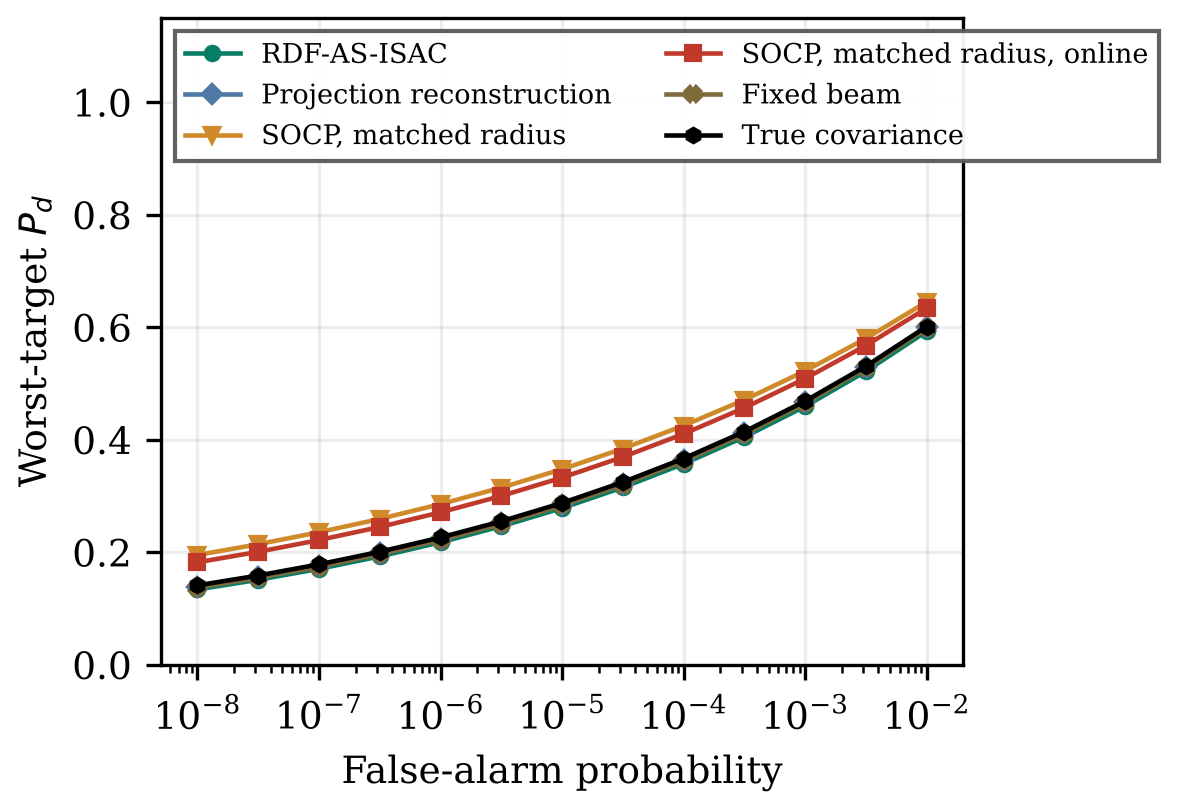 RDF-AS-ISAC
Projection reconstruction
SOCP, matched radius
SOCP, matched radius, online
Fixed beam
True covariance
Worst-target P_d
1.0
0.8
0.6
0.4
0.2
0.0
10⁻⁸ 10⁻⁷ 10⁻⁶ 10⁻⁵ 10⁻⁴ 10⁻³ 10⁻²
False-alarm probability